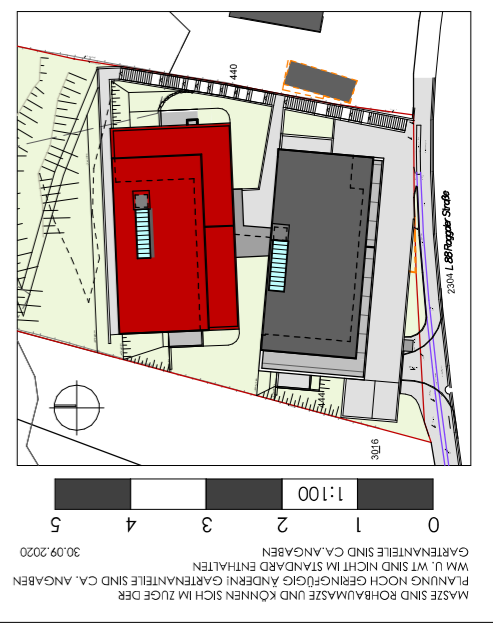 440
2304 L 88 Raggaler Straße
444
3016
MASZE SIND ROHBAUMASZE UND KÖNNEN SICH IM ZUGE DER
PLANUNG NOCH GERINGFÜGIG ÄNDERN! GARTENANTEILE SIND CA. ANGABEN
WM U. WT SIND NICHT IM STANDARD ENTHALTEN
GARTENANTEILE SIND CA.ANGABEN 30.09.2020
0 1 2 3 4 5
1:100